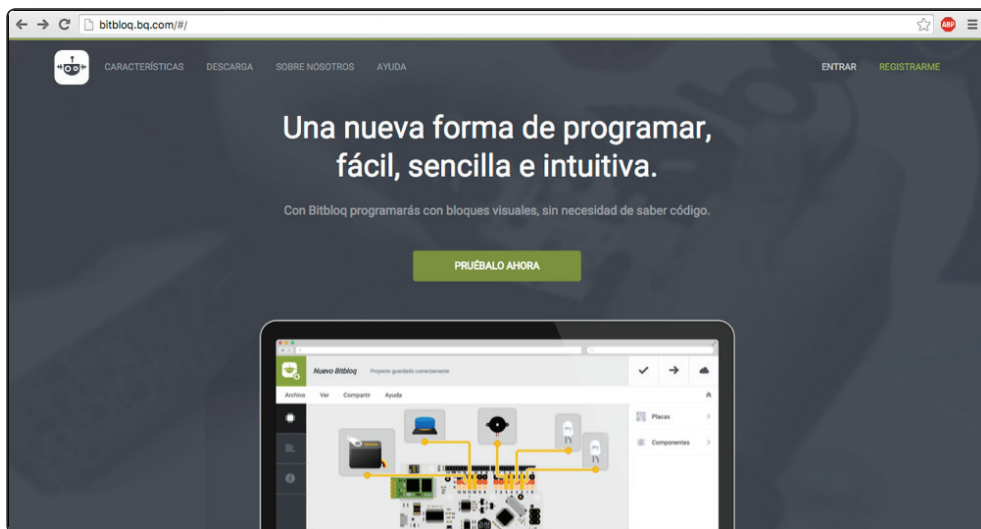 bitbloq.bq.com/#/
ABP
CARACTERÍSTICAS DESCARGA SOBRE NOSOTROS AYUDA ENTRAR REGISTRARME
Una nueva forma de programar,
fácil, sencilla e intuitiva.
Con Bitbloq programarás con bloques visuales, sin necesidad de saber código.
PRUÉBALO AHORA
Nuevo Bitbloq Proyecto guardado correctamente
Archivo Ver Compartir Ayuda
Placas
Componentes